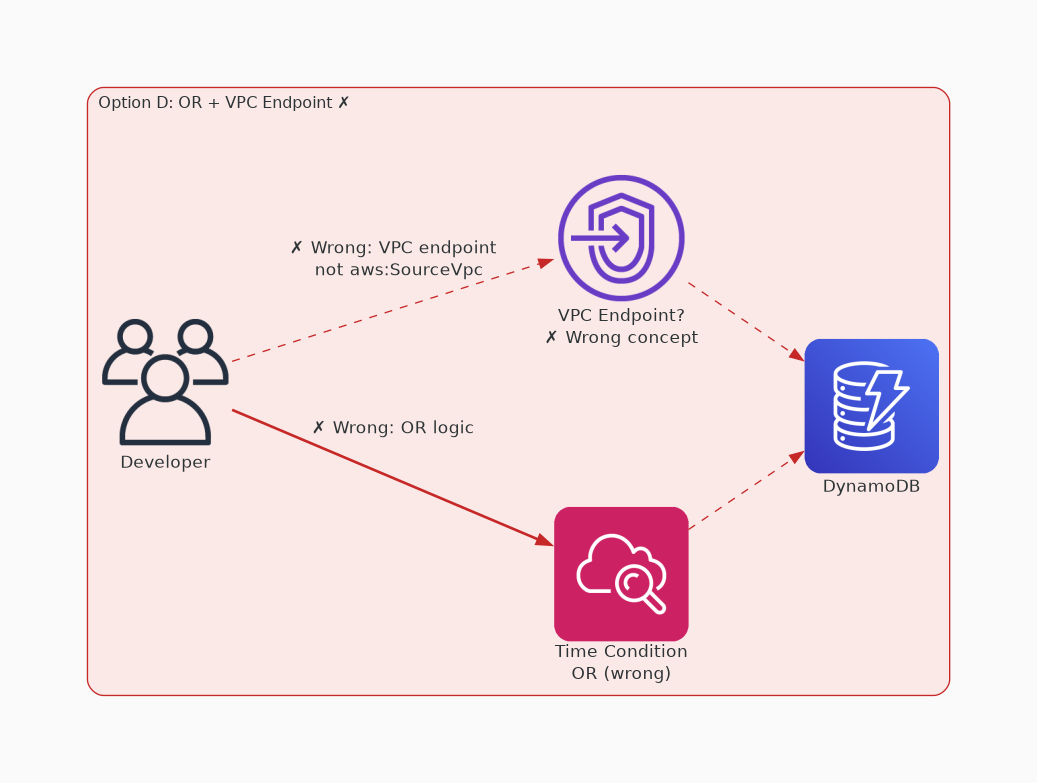 Option D: OR + VPC Endpoint ✗
✗ Wrong: VPC endpoint
not aws:SourceVpc
VPC Endpoint?
✗ Wrong concept
✗ Wrong: OR logic
Developer
DynamoDB
Time Condition
OR (wrong)